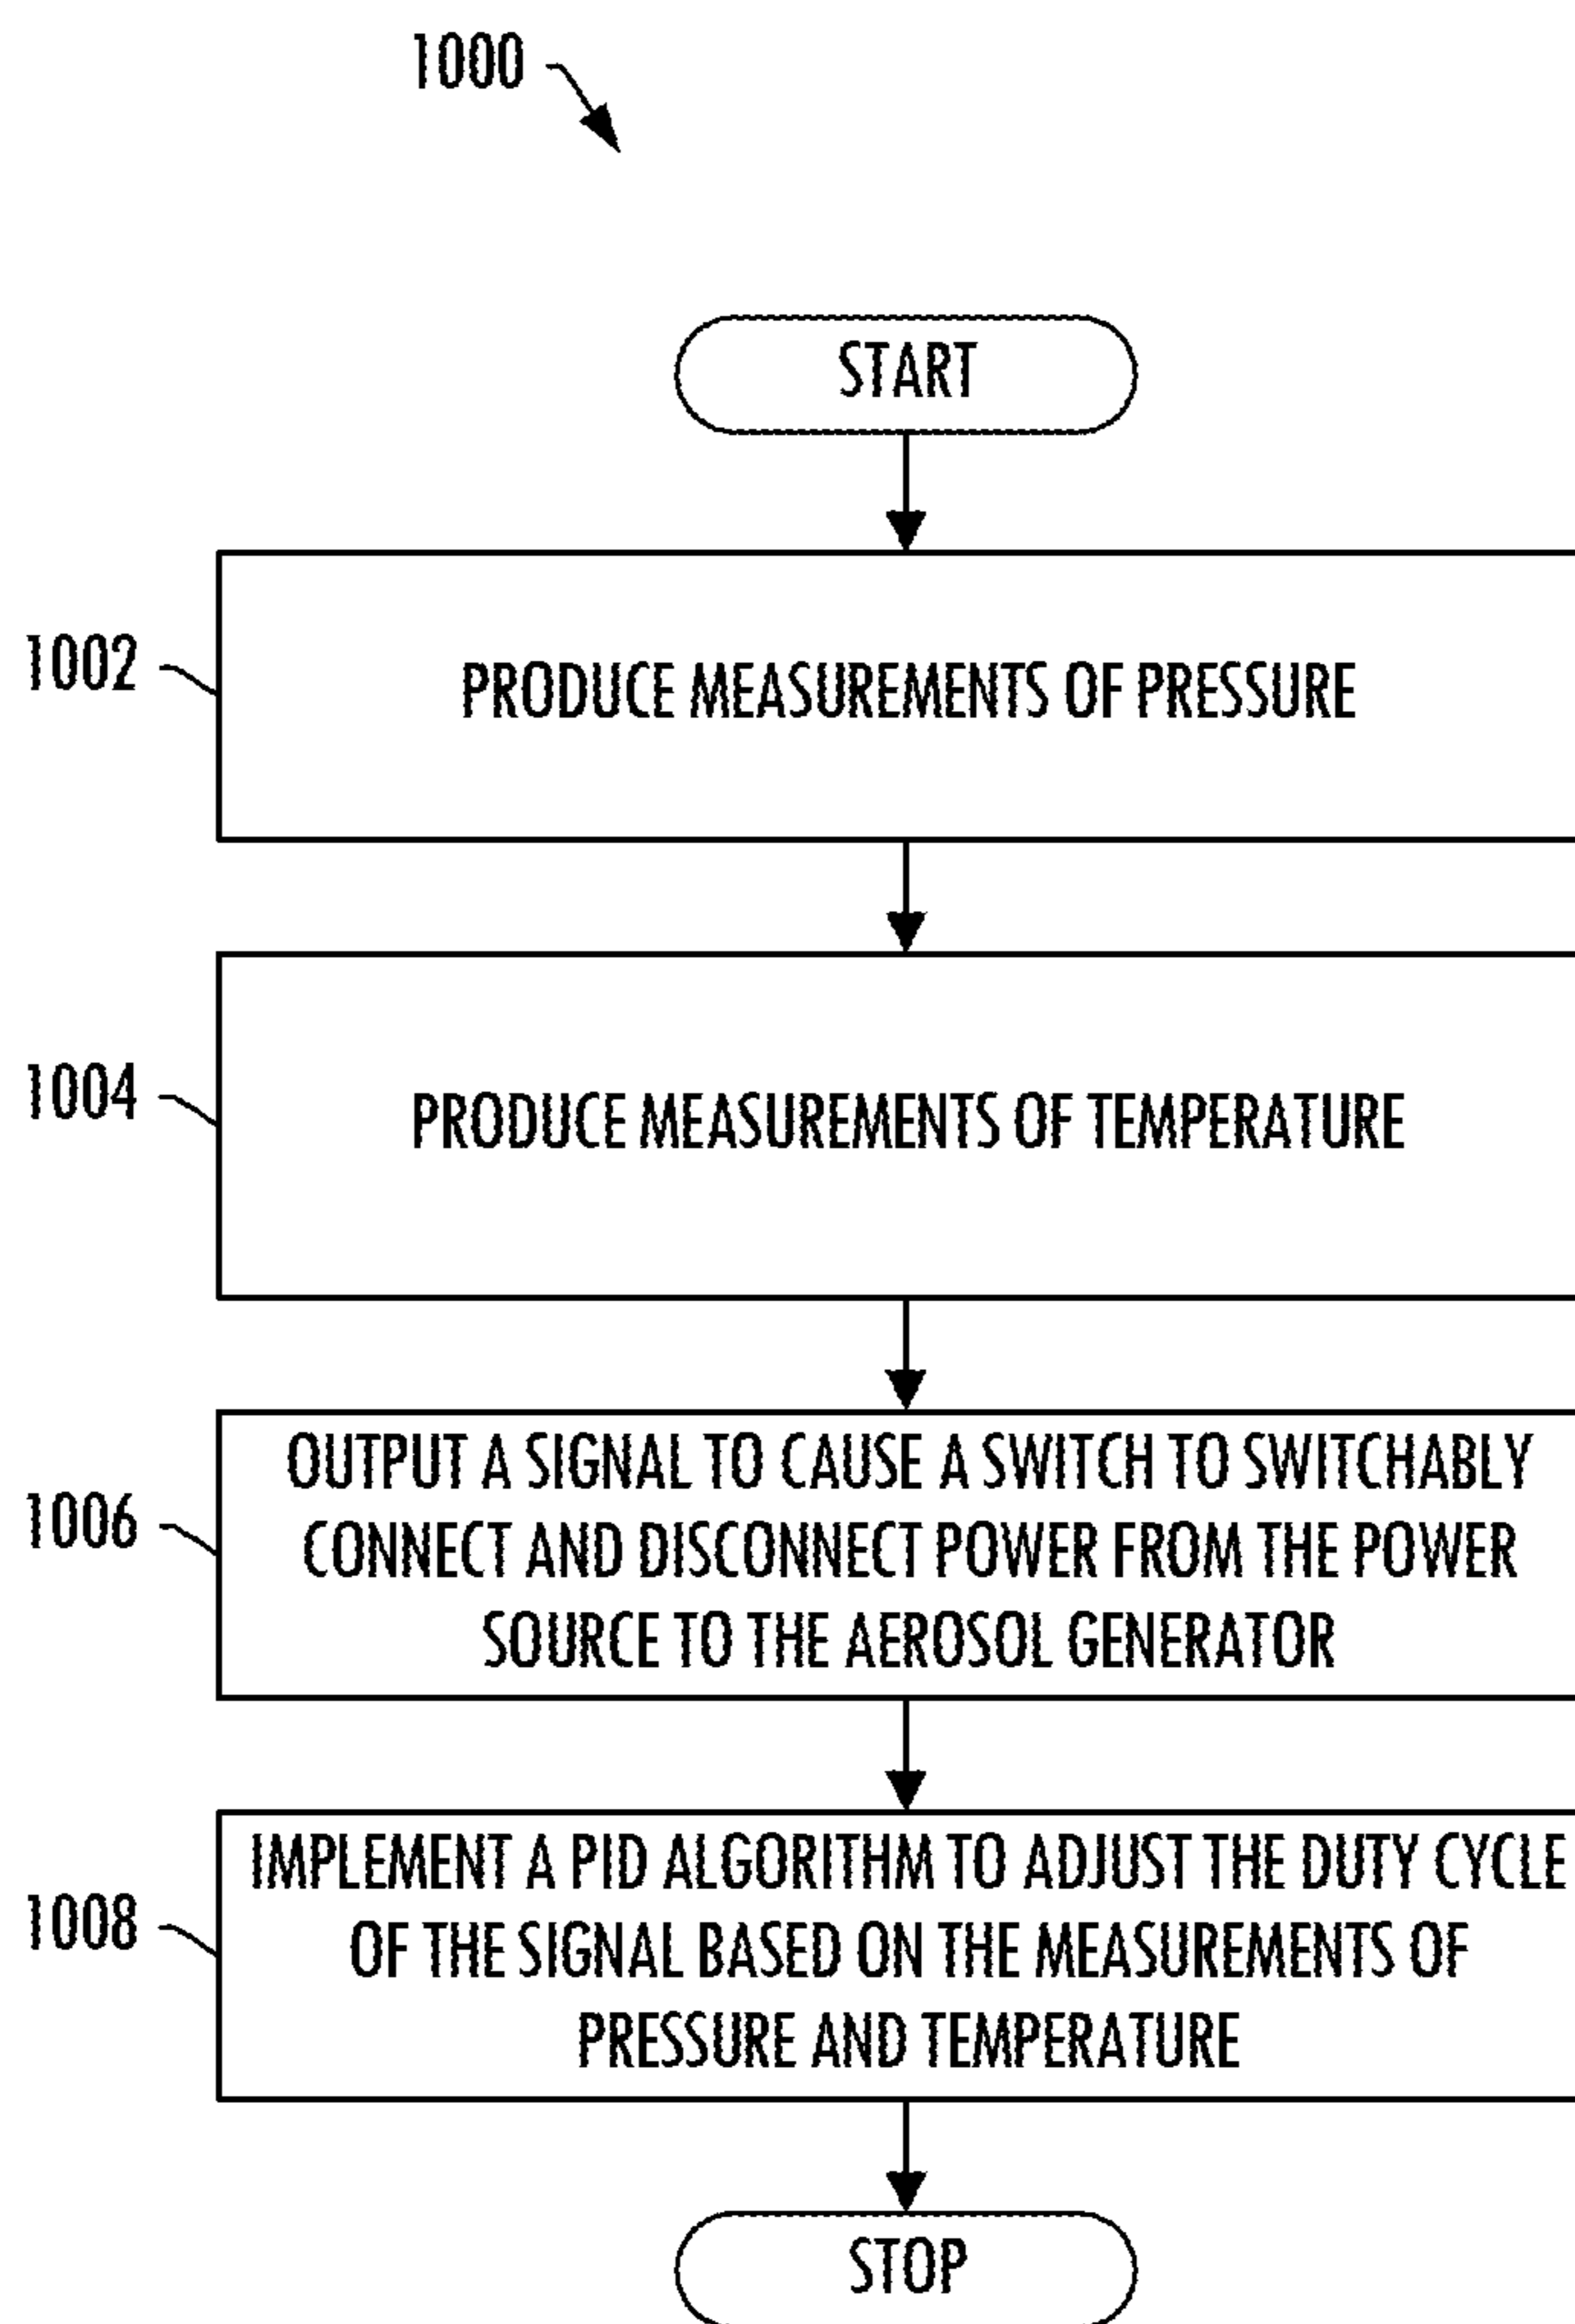 1000
START
1002
PRODUCE MEASUREMENTS OF PRESSURE
1004
PRODUCE MEASUREMENTS OF TEMPERATURE
1006
OUTPUT A SIGNAL TO CAUSE A SWITCH TO SWITCHABLY
CONNECT AND DISCONNECT POWER FROM THE POWER
SOURCE TO THE AEROSOL GENERATOR
1008
IMPLEMENT A PID ALGORITHM TO ADJUST THE DUTY CYCLE
OF THE SIGNAL BASED ON THE MEASUREMENTS OF
PRESSURE AND TEMPERATURE
STOP